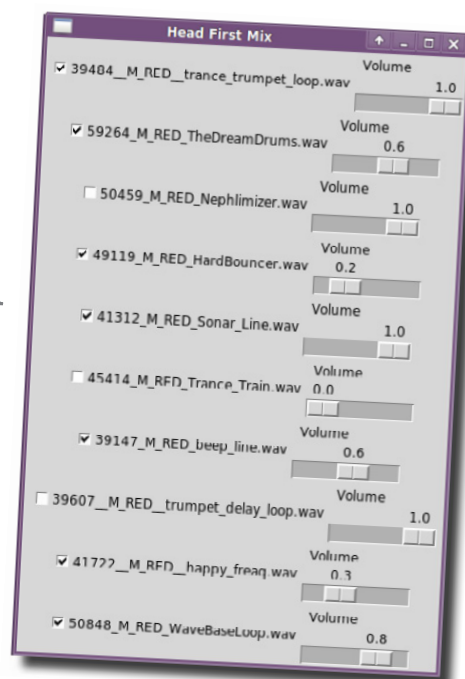 Head First Mix
Volume
39404__M_RED__trance_trumpet_loop.wav
1.0
Volume
59264_M_RED_TheDreamDrums.wav
0.6
Volume
50459_M_RED_Nephlimizer.wav
1.0
Volume
49119_M_RED_HardBouncer.wav
0.2
Volume
41312_M_RED_Sonar_Line.wav
1.0
Volume
45414_M_RED_Trance_Train.wav
0.0
Volume
39147_M_RED_beep_line.wav
0.6
Volume
39607__M_RED__trumpet_delay_loop.wav
1.0
Volume
41722__M_RED__happy_freaq.wav
0.3
Volume
50848_M_RED_WaveBaseLoop.wav
0.8